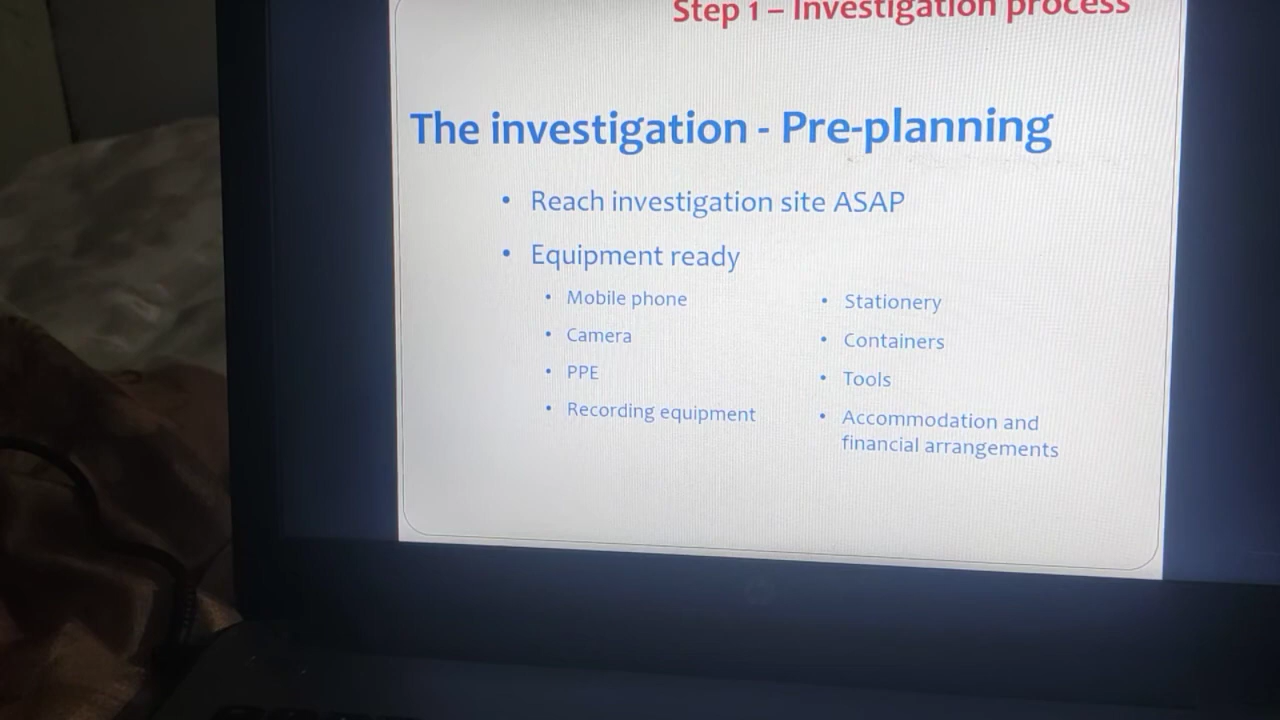 Step 1 – Investigation process
The investigation - Pre-planning
• Reach investigation site ASAP
• Equipment ready
• Mobile phone
• Camera
• PPE
• Recording equipment
• Stationery
• Containers
• Tools
• Accommodation and
financial arrangements